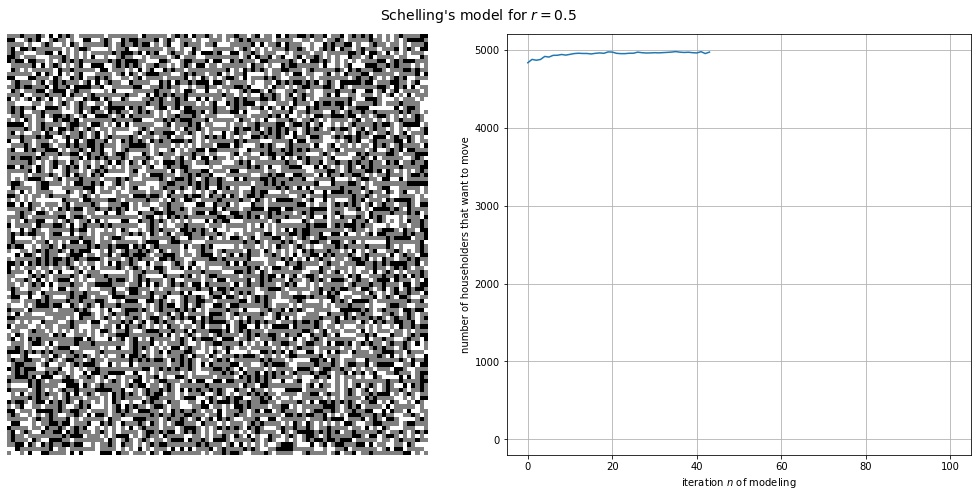 Schelling's model for r = 0.5
number of householders that want to move
5000
4000
3000
2000
1000
0
0 20 40 60 80 100
iteration n of modeling